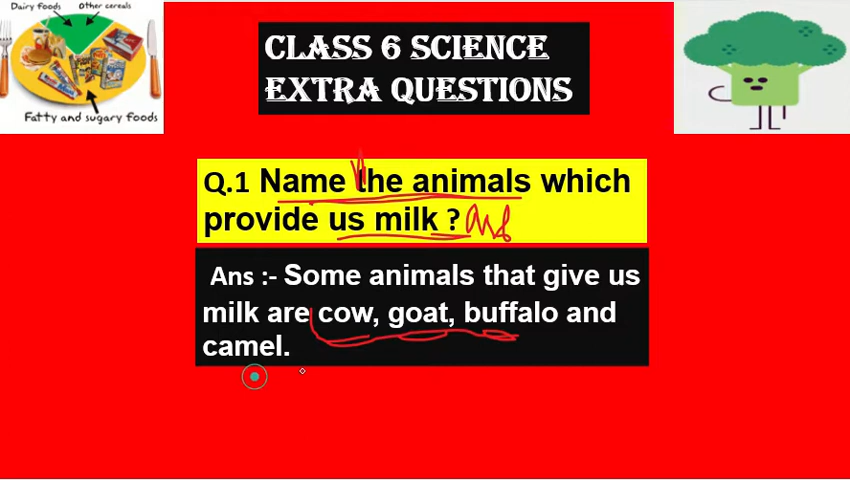 Dairy foods Other cereals
Fatty and sugary foods
CLASS 6 SCIENCE
EXTRA QUESTIONS
Q.1 Name the animals which
provide us milk ? ans
Ans :- Some animals that give us
milk are cow, goat, buffalo and
camel.